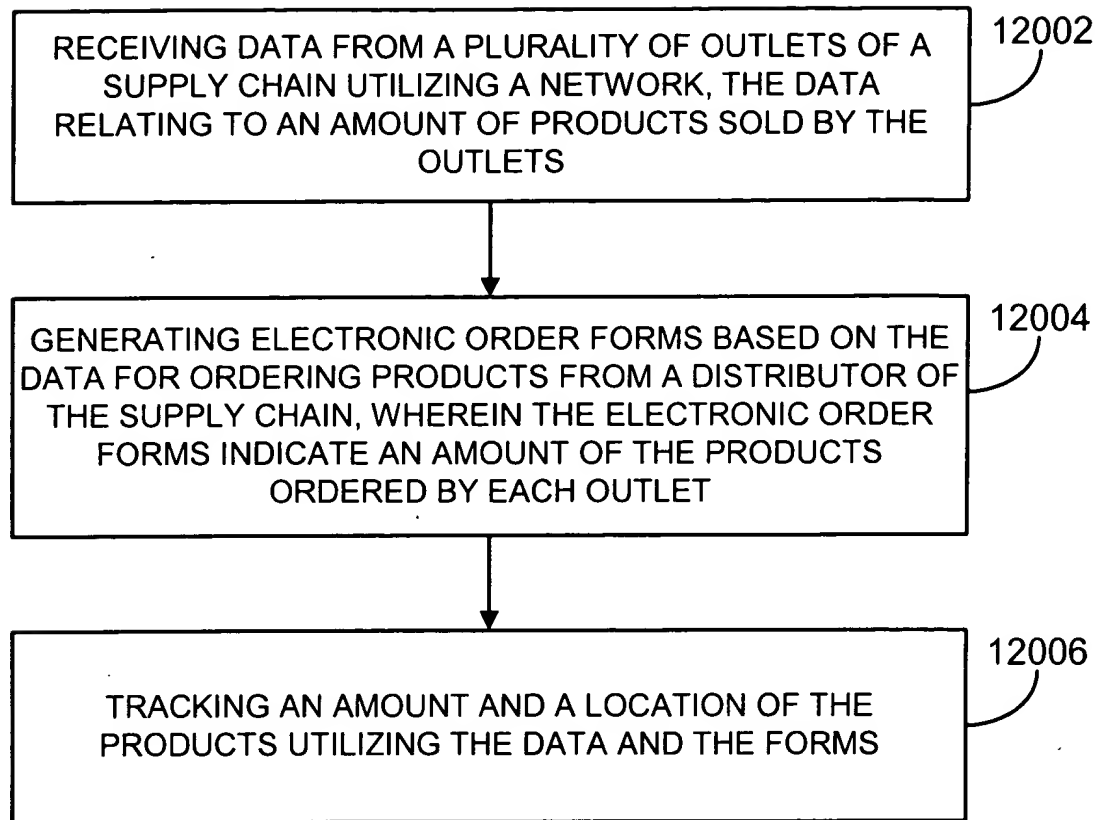 RECEIVING DATA FROM A PLURALITY OF OUTLETS OF A
SUPPLY CHAIN UTILIZING A NETWORK, THE DATA
RELATING TO AN AMOUNT OF PRODUCTS SOLD BY THE
OUTLETS
12002
GENERATING ELECTRONIC ORDER FORMS BASED ON THE
DATA FOR ORDERING PRODUCTS FROM A DISTRIBUTOR OF
THE SUPPLY CHAIN, WHEREIN THE ELECTRONIC ORDER
FORMS INDICATE AN AMOUNT OF THE PRODUCTS
ORDERED BY EACH OUTLET
12004
TRACKING AN AMOUNT AND A LOCATION OF THE
PRODUCTS UTILIZING THE DATA AND THE FORMS
12006